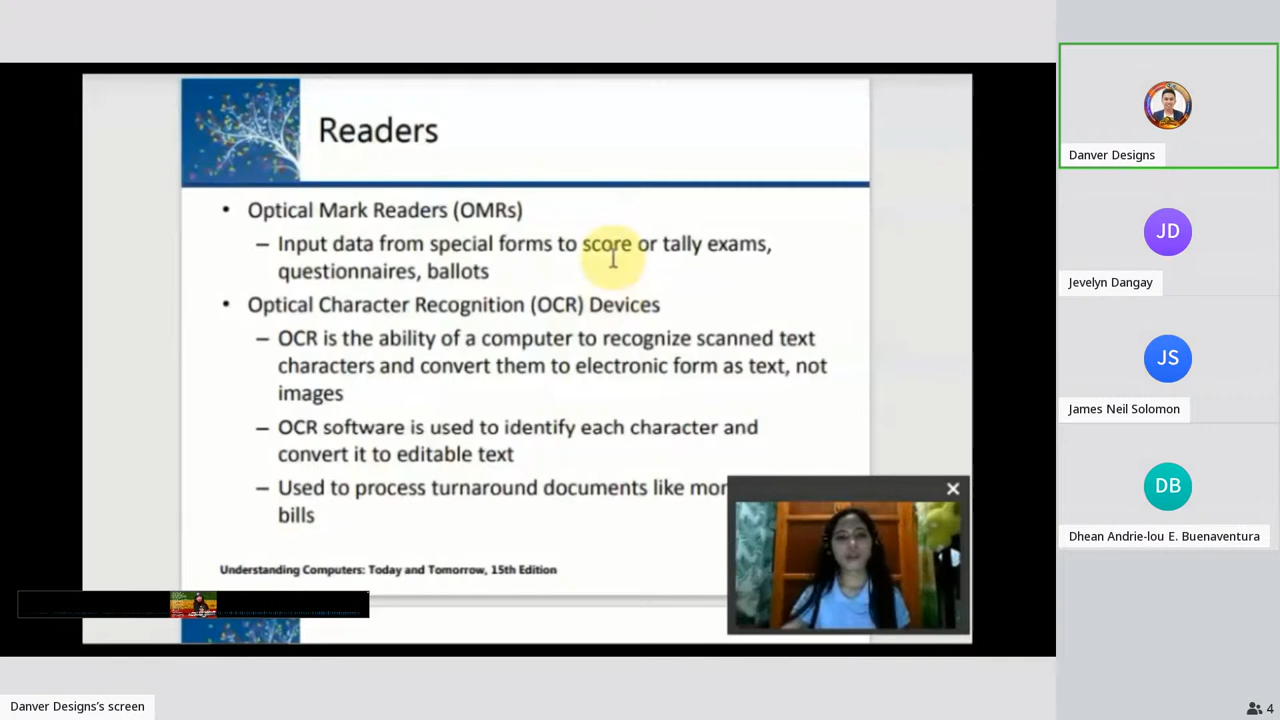 Readers
• Optical Mark Readers (OMRs)
– Input data from special forms to score or tally exams,
questionnaires, ballots
• Optical Character Recognition (OCR) Devices
– OCR is the ability of a computer to recognize scanned text
characters and convert them to electronic form as text, not
images
– OCR software is used to identify each character and
convert it to editable text
– Used to process turnaround documents like
bills
Understanding Computers: Today and Tomorrow, 15th Edition
Danver Designs
JD
Jevelyn Dangay
JS
James Neil Solomon
DB
Dhean Andrie-lou E. Buenaventura
Danver Designs's screen
4